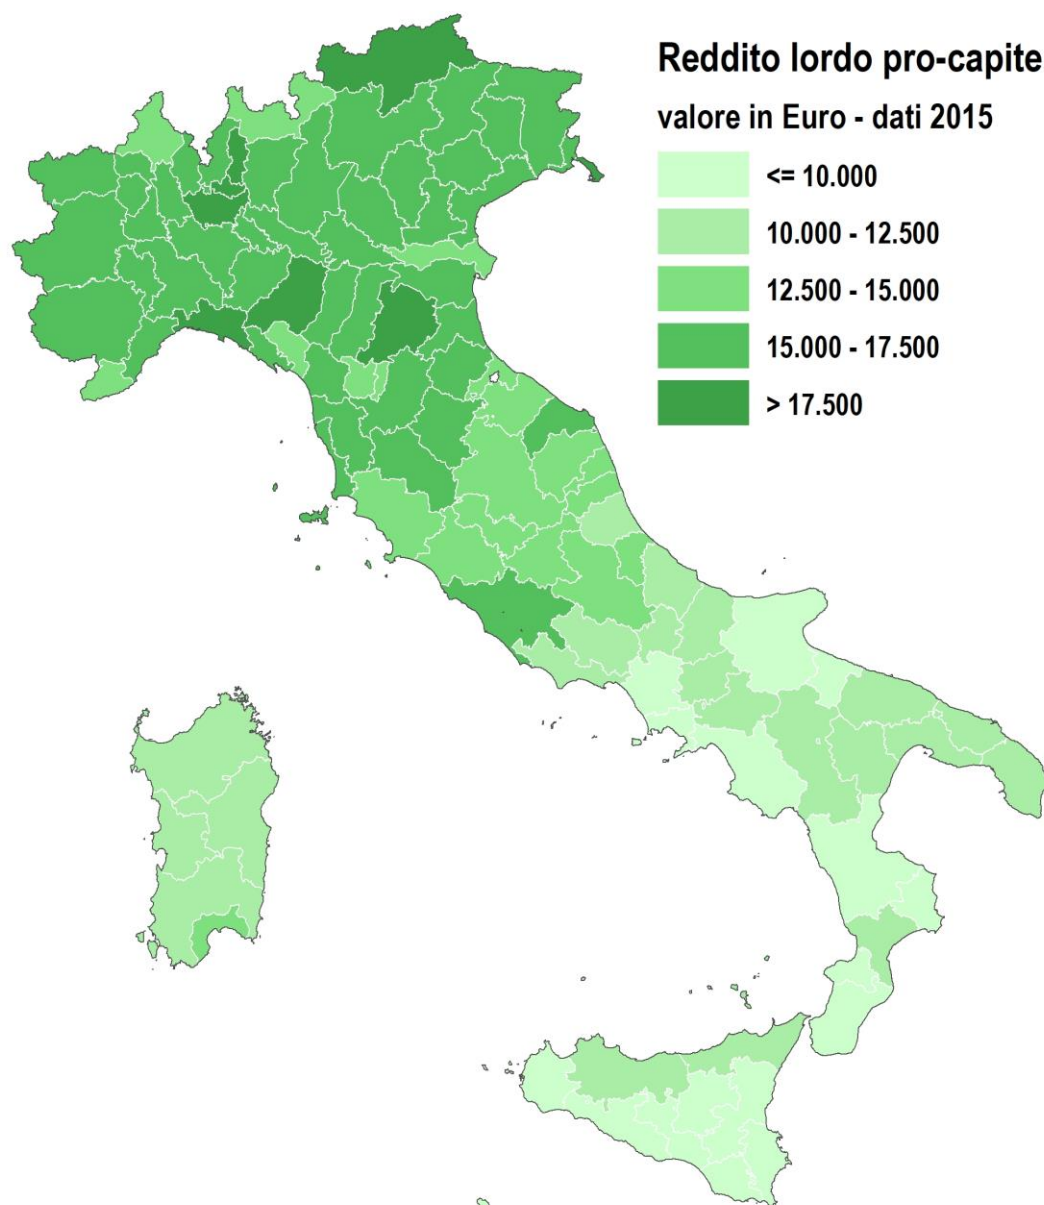 Reddito lordo pro-capite
valore in Euro - dati 2015
<= 10.000
10.000 - 12.500
12.500 - 15.000
15.000 - 17.500
> 17.500